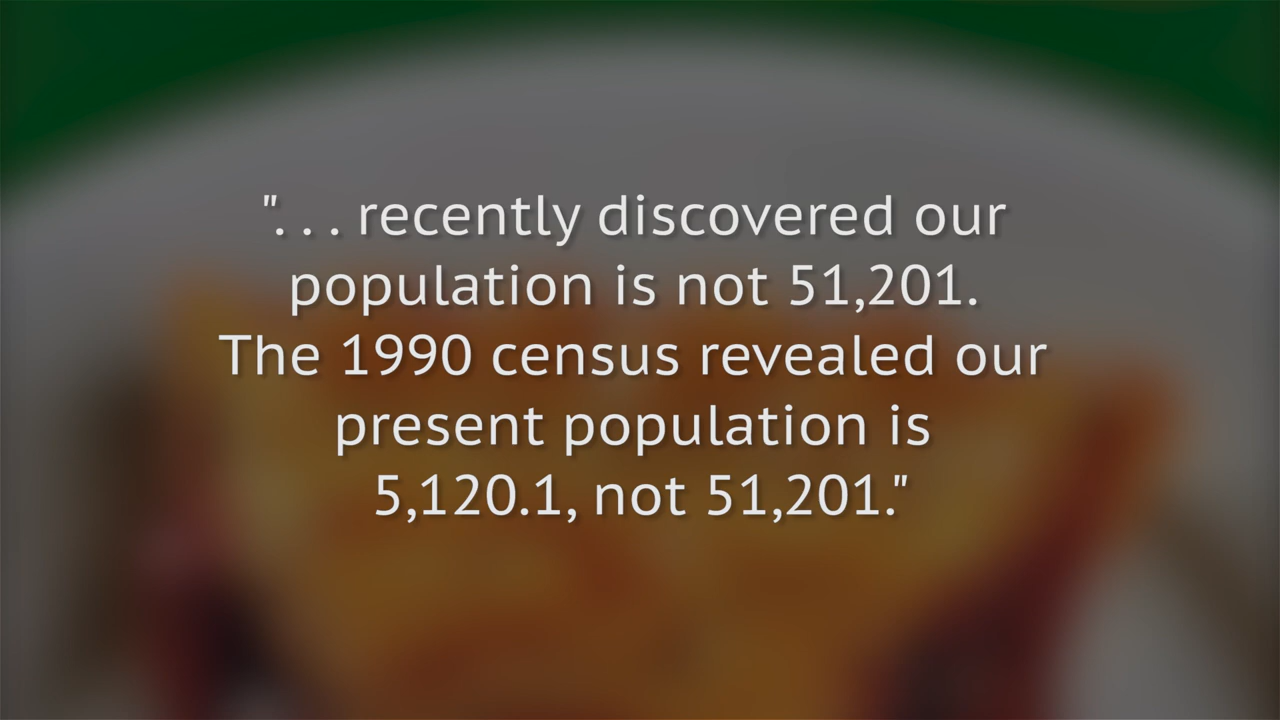 ". . . recently discovered our
population is not 51,201.
The 1990 census revealed our
present population is
5,120.1, not 51,201."